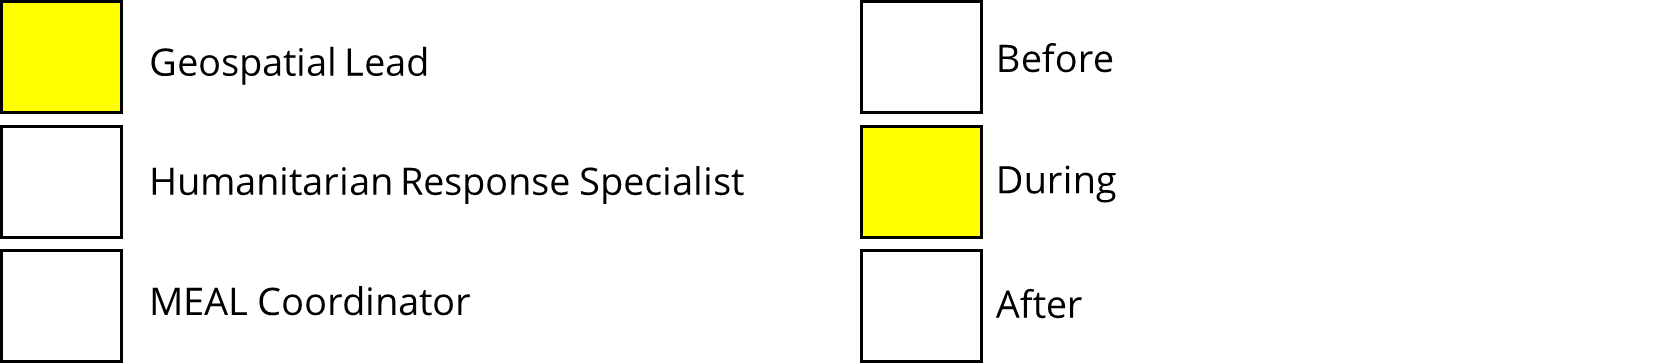 Geospatial Lead
Humanitarian Response Specialist
MEAL Coordinator
Before
During
After